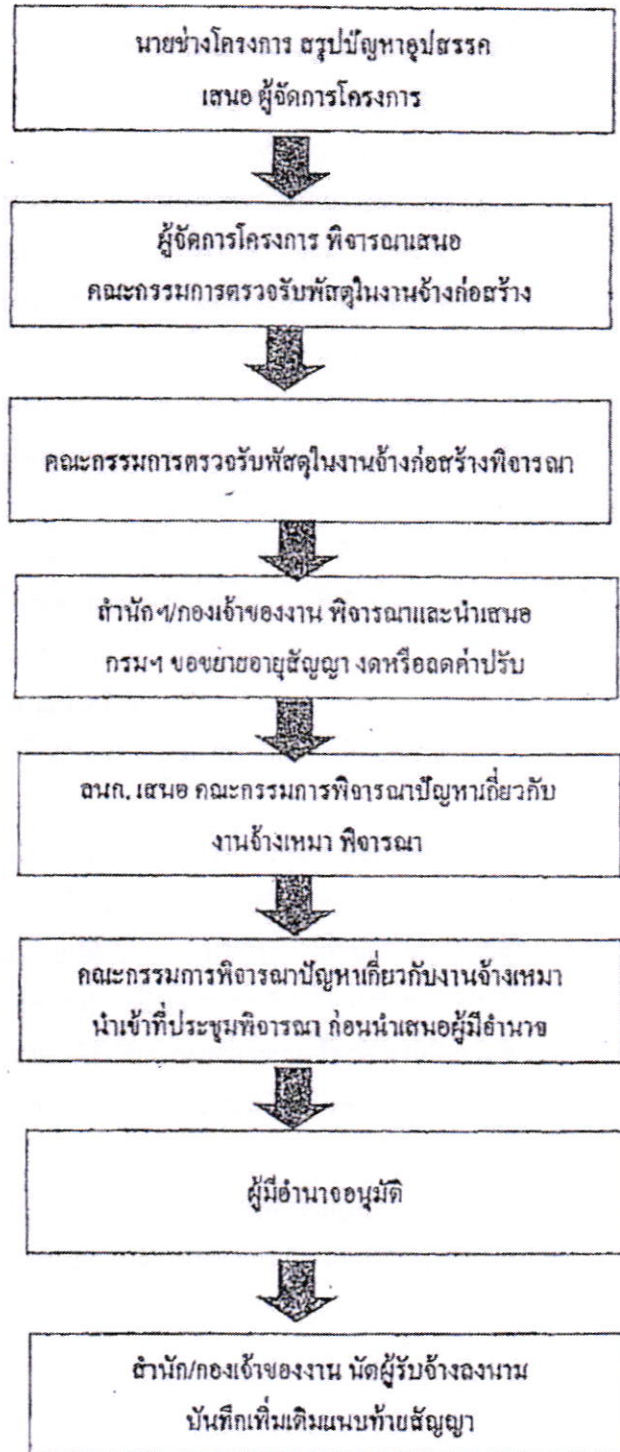 นายช่างโครงการ สรุปปัญหาอุปสรรค
เสนอ ผู้จัดการโครงการ
ผู้จัดการโครงการ พิจารณาเสนอ
คณะกรรมการตรวจรับพัสดุในงานจ้างก่อสร้าง
คณะกรรมการตรวจรับพัสดุในงานจ้างก่อสร้างพิจารณา
สำนักฯ/กองเจ้าของงาน พิจารณาและนำเสนอ
กรมฯ ขอขยายอายุสัญญา งดหรือลดค่าปรับ
ลนก. เสนอ คณะกรรมการพิจารณาปัญหาเกี่ยวกับ
งานจ้างเหมา พิจารณา
คณะกรรมการพิจารณาปัญหาเกี่ยวกับงานจ้างเหมา
นำเข้าที่ประชุมพิจารณา ก่อนนำเสนอผู้มีอำนาจ
ผู้มีอำนาจอนุมัติ
สำนัก/กองเจ้าของงาน นัดผู้รับจ้างลงนาม
บันทึกเพิ่มเติมแนบท้ายสัญญา